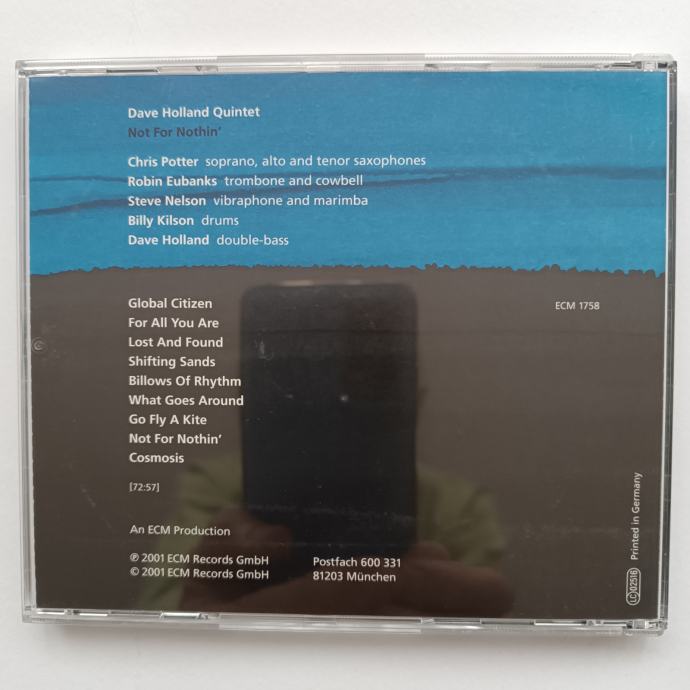 Dave Holland Quintet
Not For Nothin'
Chris Potter soprano, alto and tenor saxophones
Robin Eubanks trombone and cowbell
Steve Nelson vibraphone and marimba
Billy Kilson drums
Dave Holland double-bass
Global Citizen
For All You Are
Lost And Found
Shifting Sands
Billows Of Rhythm
What Goes Around
Go Fly A Kite
Not For Nothin'
Cosmosis
[72:57]
ECM 1758
An ECM Production
℗ 2001 ECM Records GmbH
© 2001 ECM Records GmbH
Postfach 600 331
81203 München
Printed in Germany
LC 02516